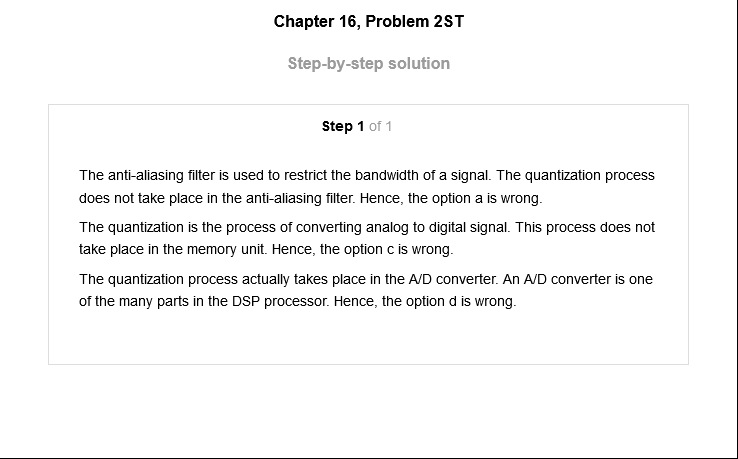 Chapter 16, Problem 2ST
Step-by-step solution
Step 1 of 1
The anti-aliasing filter is used to restrict the bandwidth of a signal. The quantization process
does not take place in the anti-aliasing filter. Hence, the option a is wrong.
The quantization is the process of converting analog to digital signal. This process does not
take place in the memory unit. Hence, the option c is wrong.
The quantization process actually takes place in the A/D converter. An A/D converter is one
of the many parts in the DSP processor. Hence, the option d is wrong.